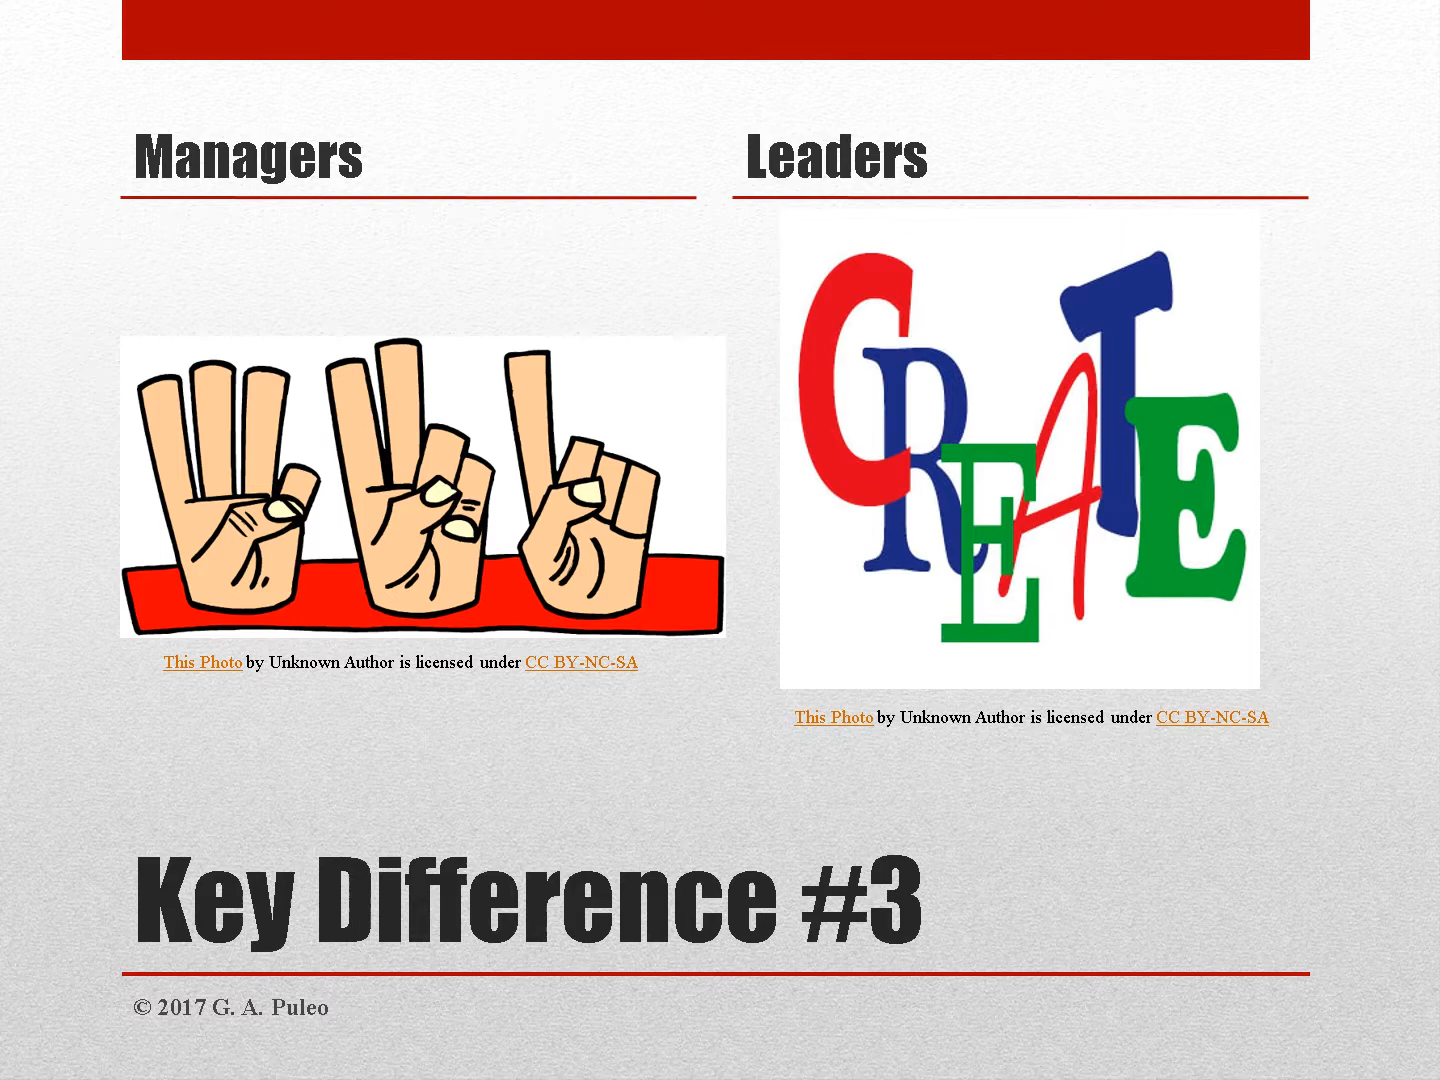 Managers
Leaders
CREATE
This Photo by Unknown Author is licensed under CC BY-NC-SA
This Photo by Unknown Author is licensed under CC BY-NC-SA
Key Difference #3
© 2017 G. A. Puleo